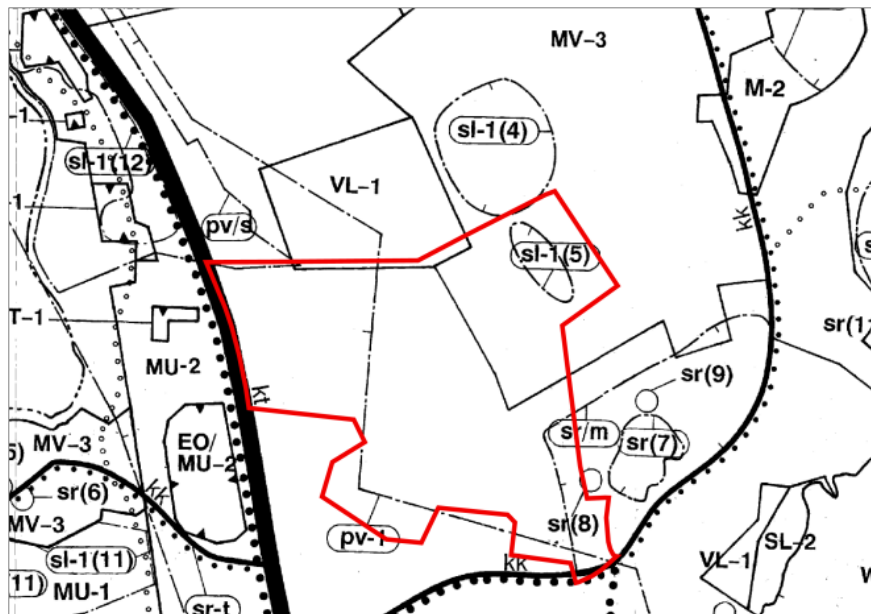 MV-3
M-2
-1
sl-1(4)
sl-1(12)
VL-1
-1
pv/s
kk
sl-1(5)
T-1
sr(1
MU-2
sr(9)
kt
MV-3
EO/
MU-2
sr/m
sr(7)
sr(6)
kk
sr(8)
MV-3
pv-1
SL-2
sl-1(11)
VL-1
11)
MU-1
sr-t